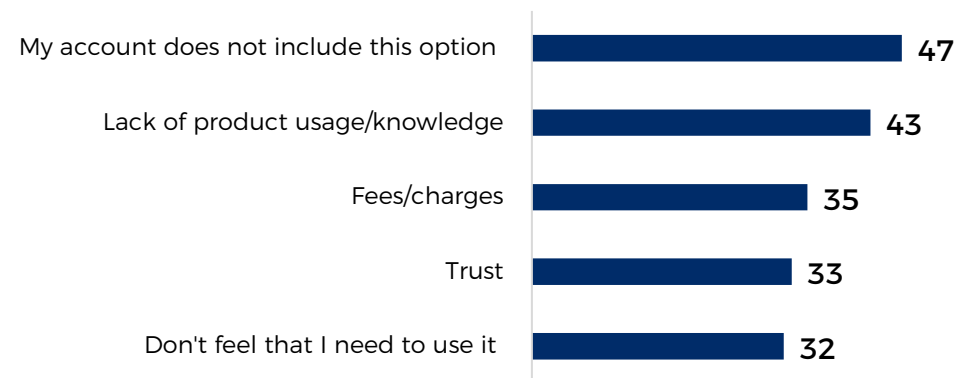 My account does not include this option 47
Lack of product usage/knowledge 43
Fees/charges 35
Trust 33
Don't feel that I need to use it 32